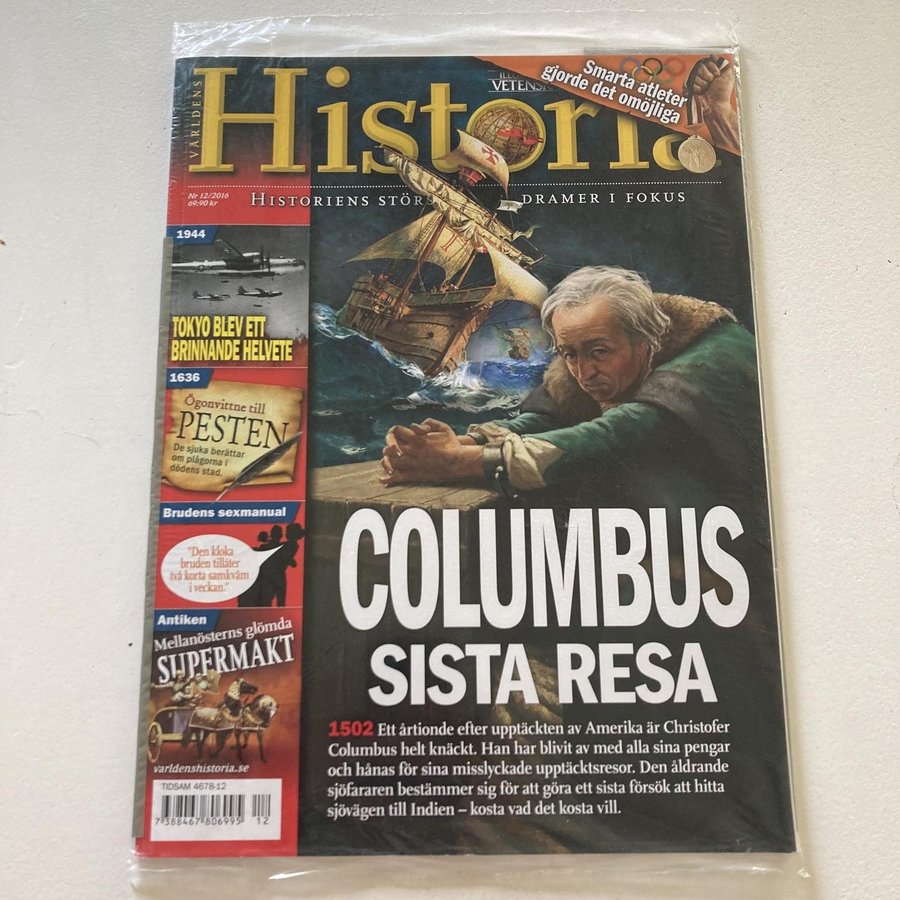 VÄRLDENS
Historia
VETENSK
Smarta atleter
gjorde det omöjliga
Nr 12/2016
69:90 kr
HISTORIENS STÖRS DRAMER I FOKUS
1944
TOKYO BLEV ETT
BRINNANDE HELVETE
1636
Ögonvittne till
PESTEN
De sjuka berättar
om plågorna i
dödens stad.
Brudens sexmanual
"Den kloka
bruden tillåter
två korta samkväm
i veckan."
Antiken
Mellanösterns glömda
SUPERMAKT
varldenshistoria.se
TIDSAM 4678-12
7 388467 806995 12
COLUMBUS
SISTA RESA
1502 Ett årtionde efter upptäckten av Amerika är Christofer
Columbus helt knäckt. Han har blivit av med alla sina pengar
och hånas för sina misslyckade upptäcktsresor. Den åldrande
sjöfararen bestämmer sig för att göra ett sista försök att hitta
sjövägen till Indien – kosta vad det kosta vill.